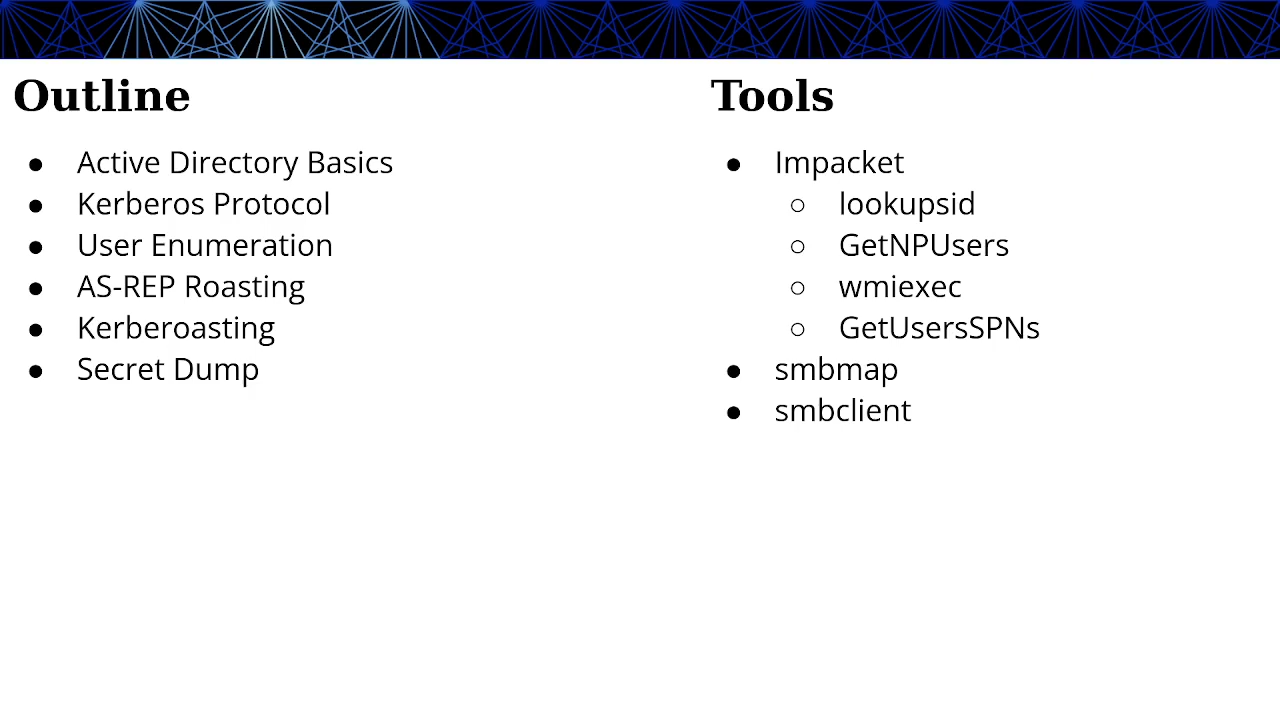 Outline
● Active Directory Basics
● Kerberos Protocol
● User Enumeration
● AS-REP Roasting
● Kerberoasting
● Secret Dump
Tools
● Impacket
○ lookupsid
○ GetNPUsers
○ wmiexec
○ GetUsersSPNs
● smbmap
● smbclient